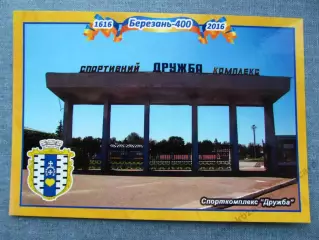 1616 Березань-400 2016
СПОРТИВНИЙ ДРУЖБА КОМПЛЕКС
Спорткомплекс "Дружба"